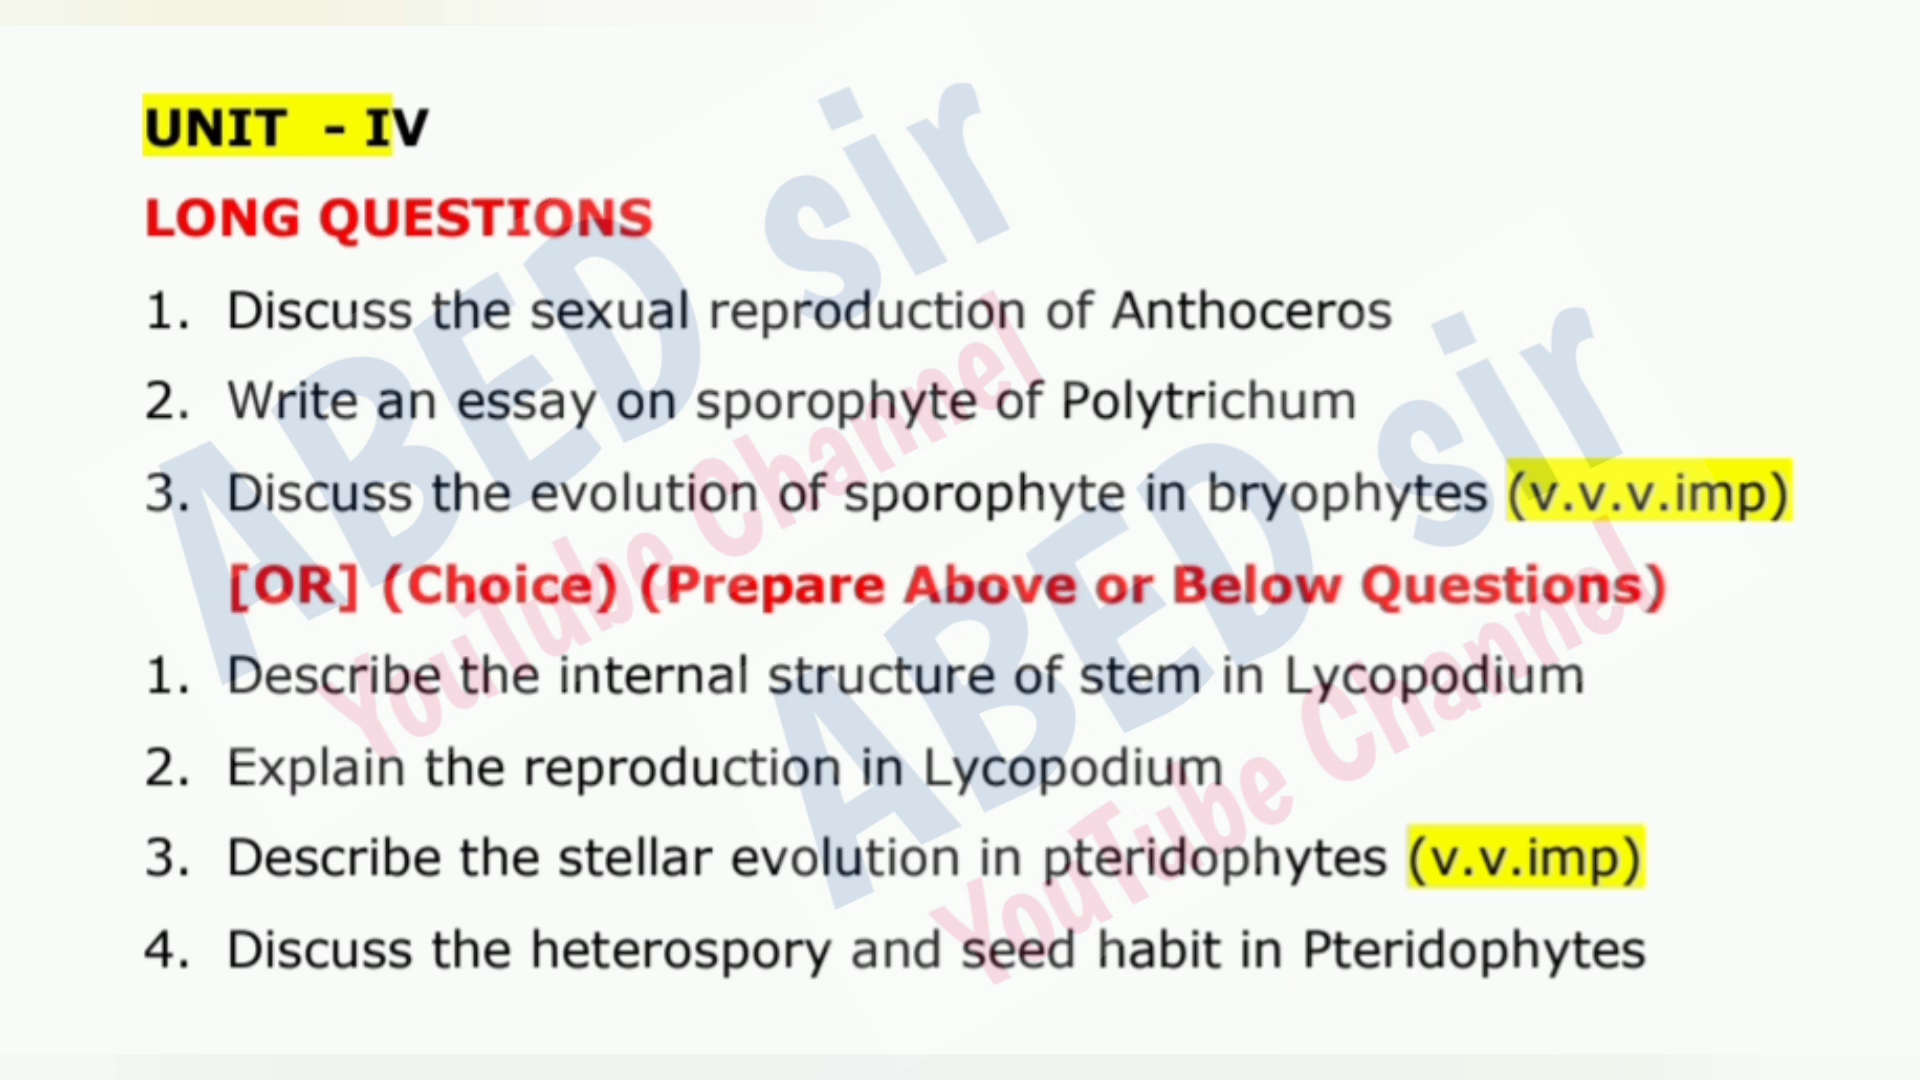 UNIT - IV
LONG QUESTIONS
1. Discuss the sexual reproduction of Anthoceros
2. Write an essay on sporophyte of Polytrichum
3. Discuss the evolution of sporophyte in bryophytes (v.v.v.imp)
[OR] (Choice) (Prepare Above or Below Questions)
1. Describe the internal structure of stem in Lycopodium
2. Explain the reproduction in Lycopodium
3. Describe the stellar evolution in pteridophytes (v.v.imp)
4. Discuss the heterospory and seed habit in Pteridophytes
ABED sir
YouTube Channel
ABED sir
YouTube Channel